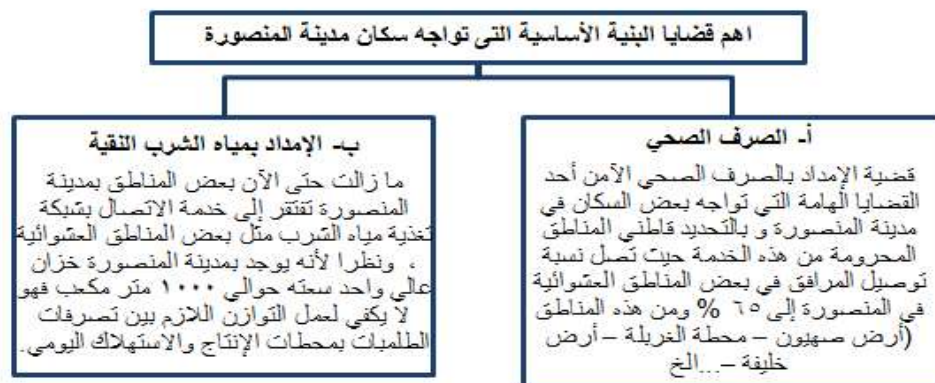 اهم قضايا البنية الأساسية التى تواجه سكان مدينة المنصورة
أ- الصرف الصحي
قضية الإمداد بالصرف الصحي الآمن أحد
القضايا الهامة التي تواجه بعض السكان في
مدينة المنصورة و بالتحديد قاطني المناطق
المحرومة من هذه الخدمة حيث تصل نسبة
توصيل المرافق في بعض المناطق العشوائية
في المنصورة إلى ٦٥ % ومن هذه المناطق
(أرض صهيون – محطة الغربلة – أرض
خليفة –...الخ
ب- الإمداد بمياه الشرب النقية
ما زالت حتى الآن بعض المناطق بمدينة
المنصورة تفتقر إلى خدمة الاتصال بشبكة
تغذية مياه الشرب مثل بعض المناطق العشوائية
، ونظرا لأنه يوجد بمدينة المنصورة خزان
عالي واحد سعته حوالي ١٠٠٠ متر مكعب فهو
لا يكفي لعمل التوازن اللازم بين تصرفات
الطلمبات بمحطات الإنتاج والاستهلاك اليومي.